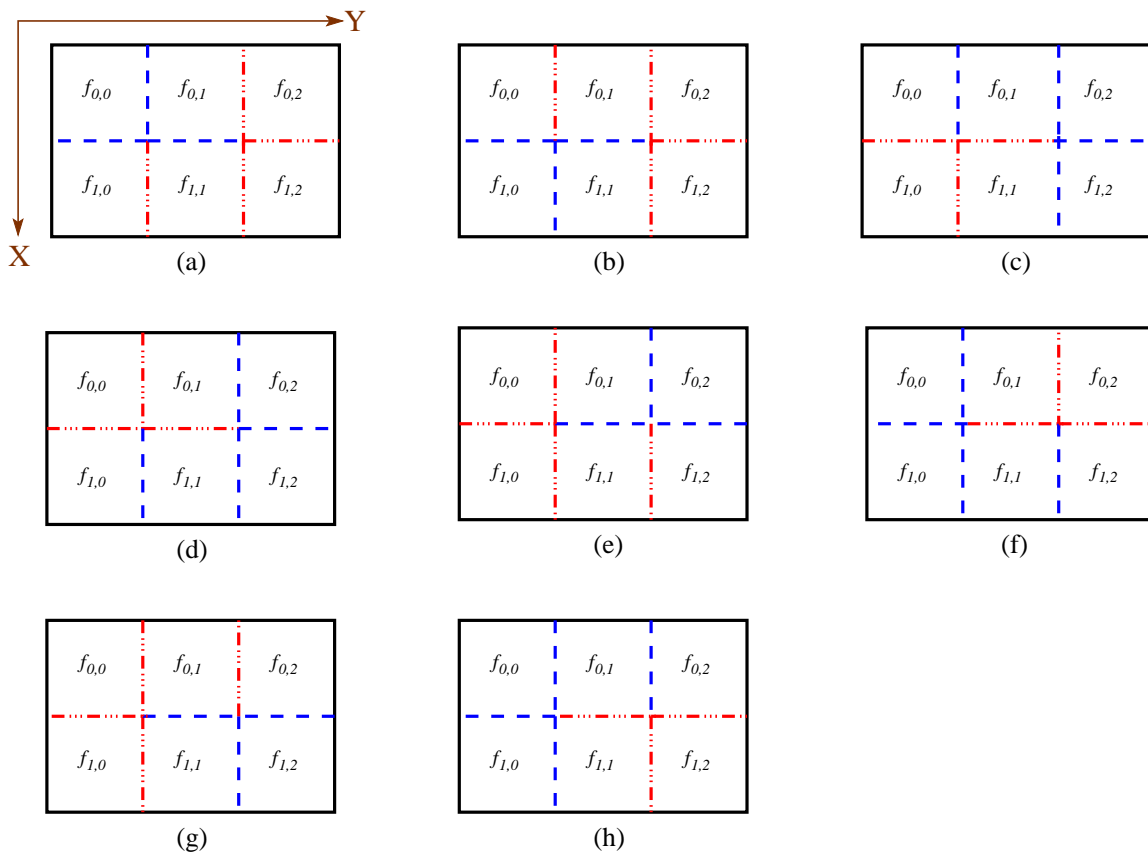 Y
f0,0 f0,1 f0,2 f0,0 f0,1 f0,2 f0,0 f0,1 f0,2
f1,0 f1,1 f1,2 f1,0 f1,1 f1,2 f1,0 f1,1 f1,2
X
(a) (b) (c)
f0,0 f0,1 f0,2 f0,0 f0,1 f0,2 f0,0 f0,1 f0,2
f1,0 f1,1 f1,2 f1,0 f1,1 f1,2 f1,0 f1,1 f1,2
(d) (e) (f)
f0,0 f0,1 f0,2 f0,0 f0,1 f0,2
f1,0 f1,1 f1,2 f1,0 f1,1 f1,2
(g) (h)